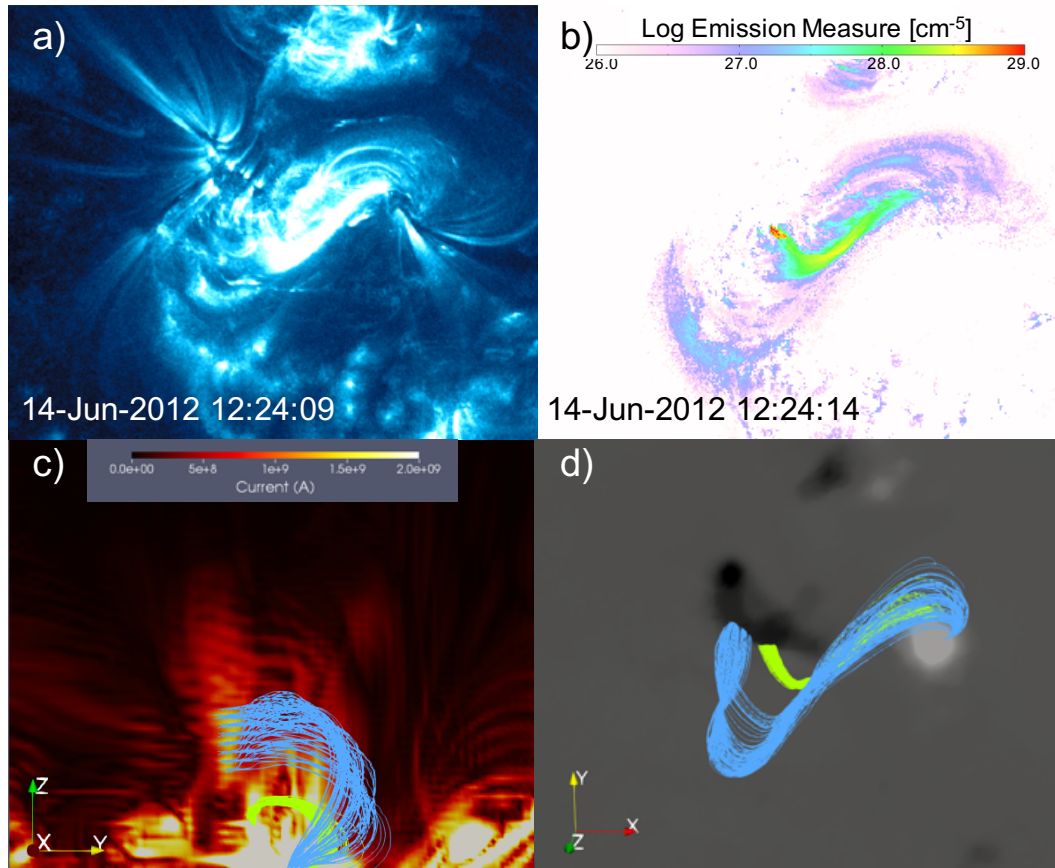 a)
14-Jun-2012 12:24:09
b)
Log Emission Measure [cm⁻⁵]
26.0 27.0 28.0 29.0
14-Jun-2012 12:24:14
c)
0.0e+00 5e+8 1e+9 1.5e+9 2.0e+09
Current (A)
Z
X Y
d)
Y
Z X